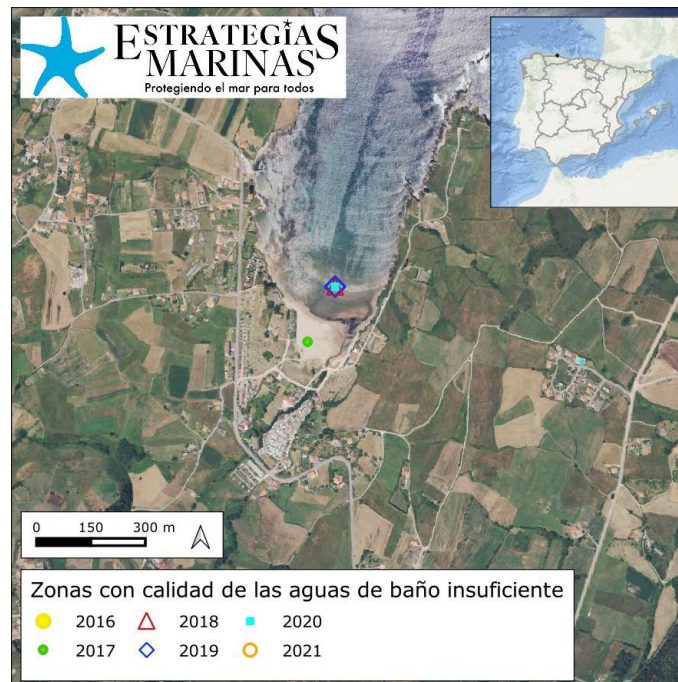 ESTRATEGIAS
MARINAS
Protegiendo el mar para todos
0 150 300 m
Zonas con calidad de las aguas de baño insuficiente
2016 2018 2020
2017 2019 2021